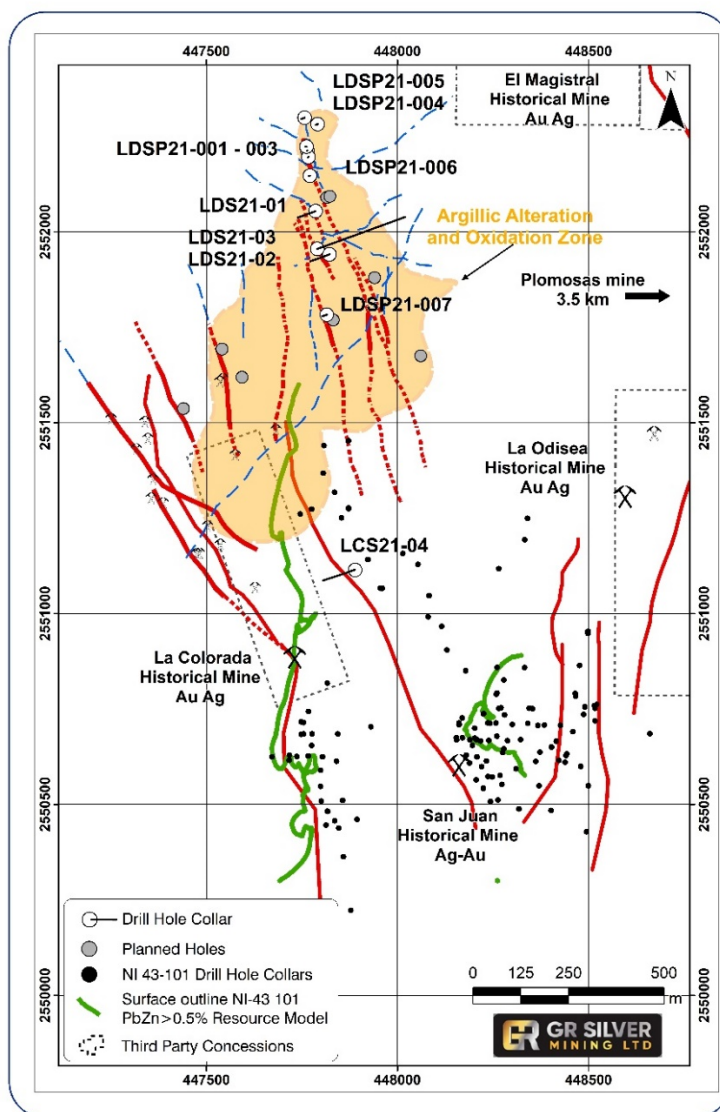 447500
448000
448500
LDSP21-005
LDSP21-004
El Magistral
Historical Mine
Au Ag
N
LDSP21-001 - 003
LDSP21-006
2552000
2552000
LDS21-01
LDS21-03
LDS21-02
Argillic Alteration
and Oxidation Zone
Plomosas mine
3.5 km
LDSP21-007
2551500
2551500
La Odisea
Historical Mine
Au Ag
LCS21-04
2551000
2551000
La Colorada
Historical Mine
Au Ag
2550500
2550500
San Juan
Historical Mine
Ag-Au
Drill Hole Collar
Planned Holes
NI 43-101 Drill Hole Collars
Surface outline NI-43 101
PbZn>0.5% Resource Model
Third Party Concessions
2550000
2550000
0 125 250 500
m
GR GR SILVER
MINING LTD
447500
448000
448500